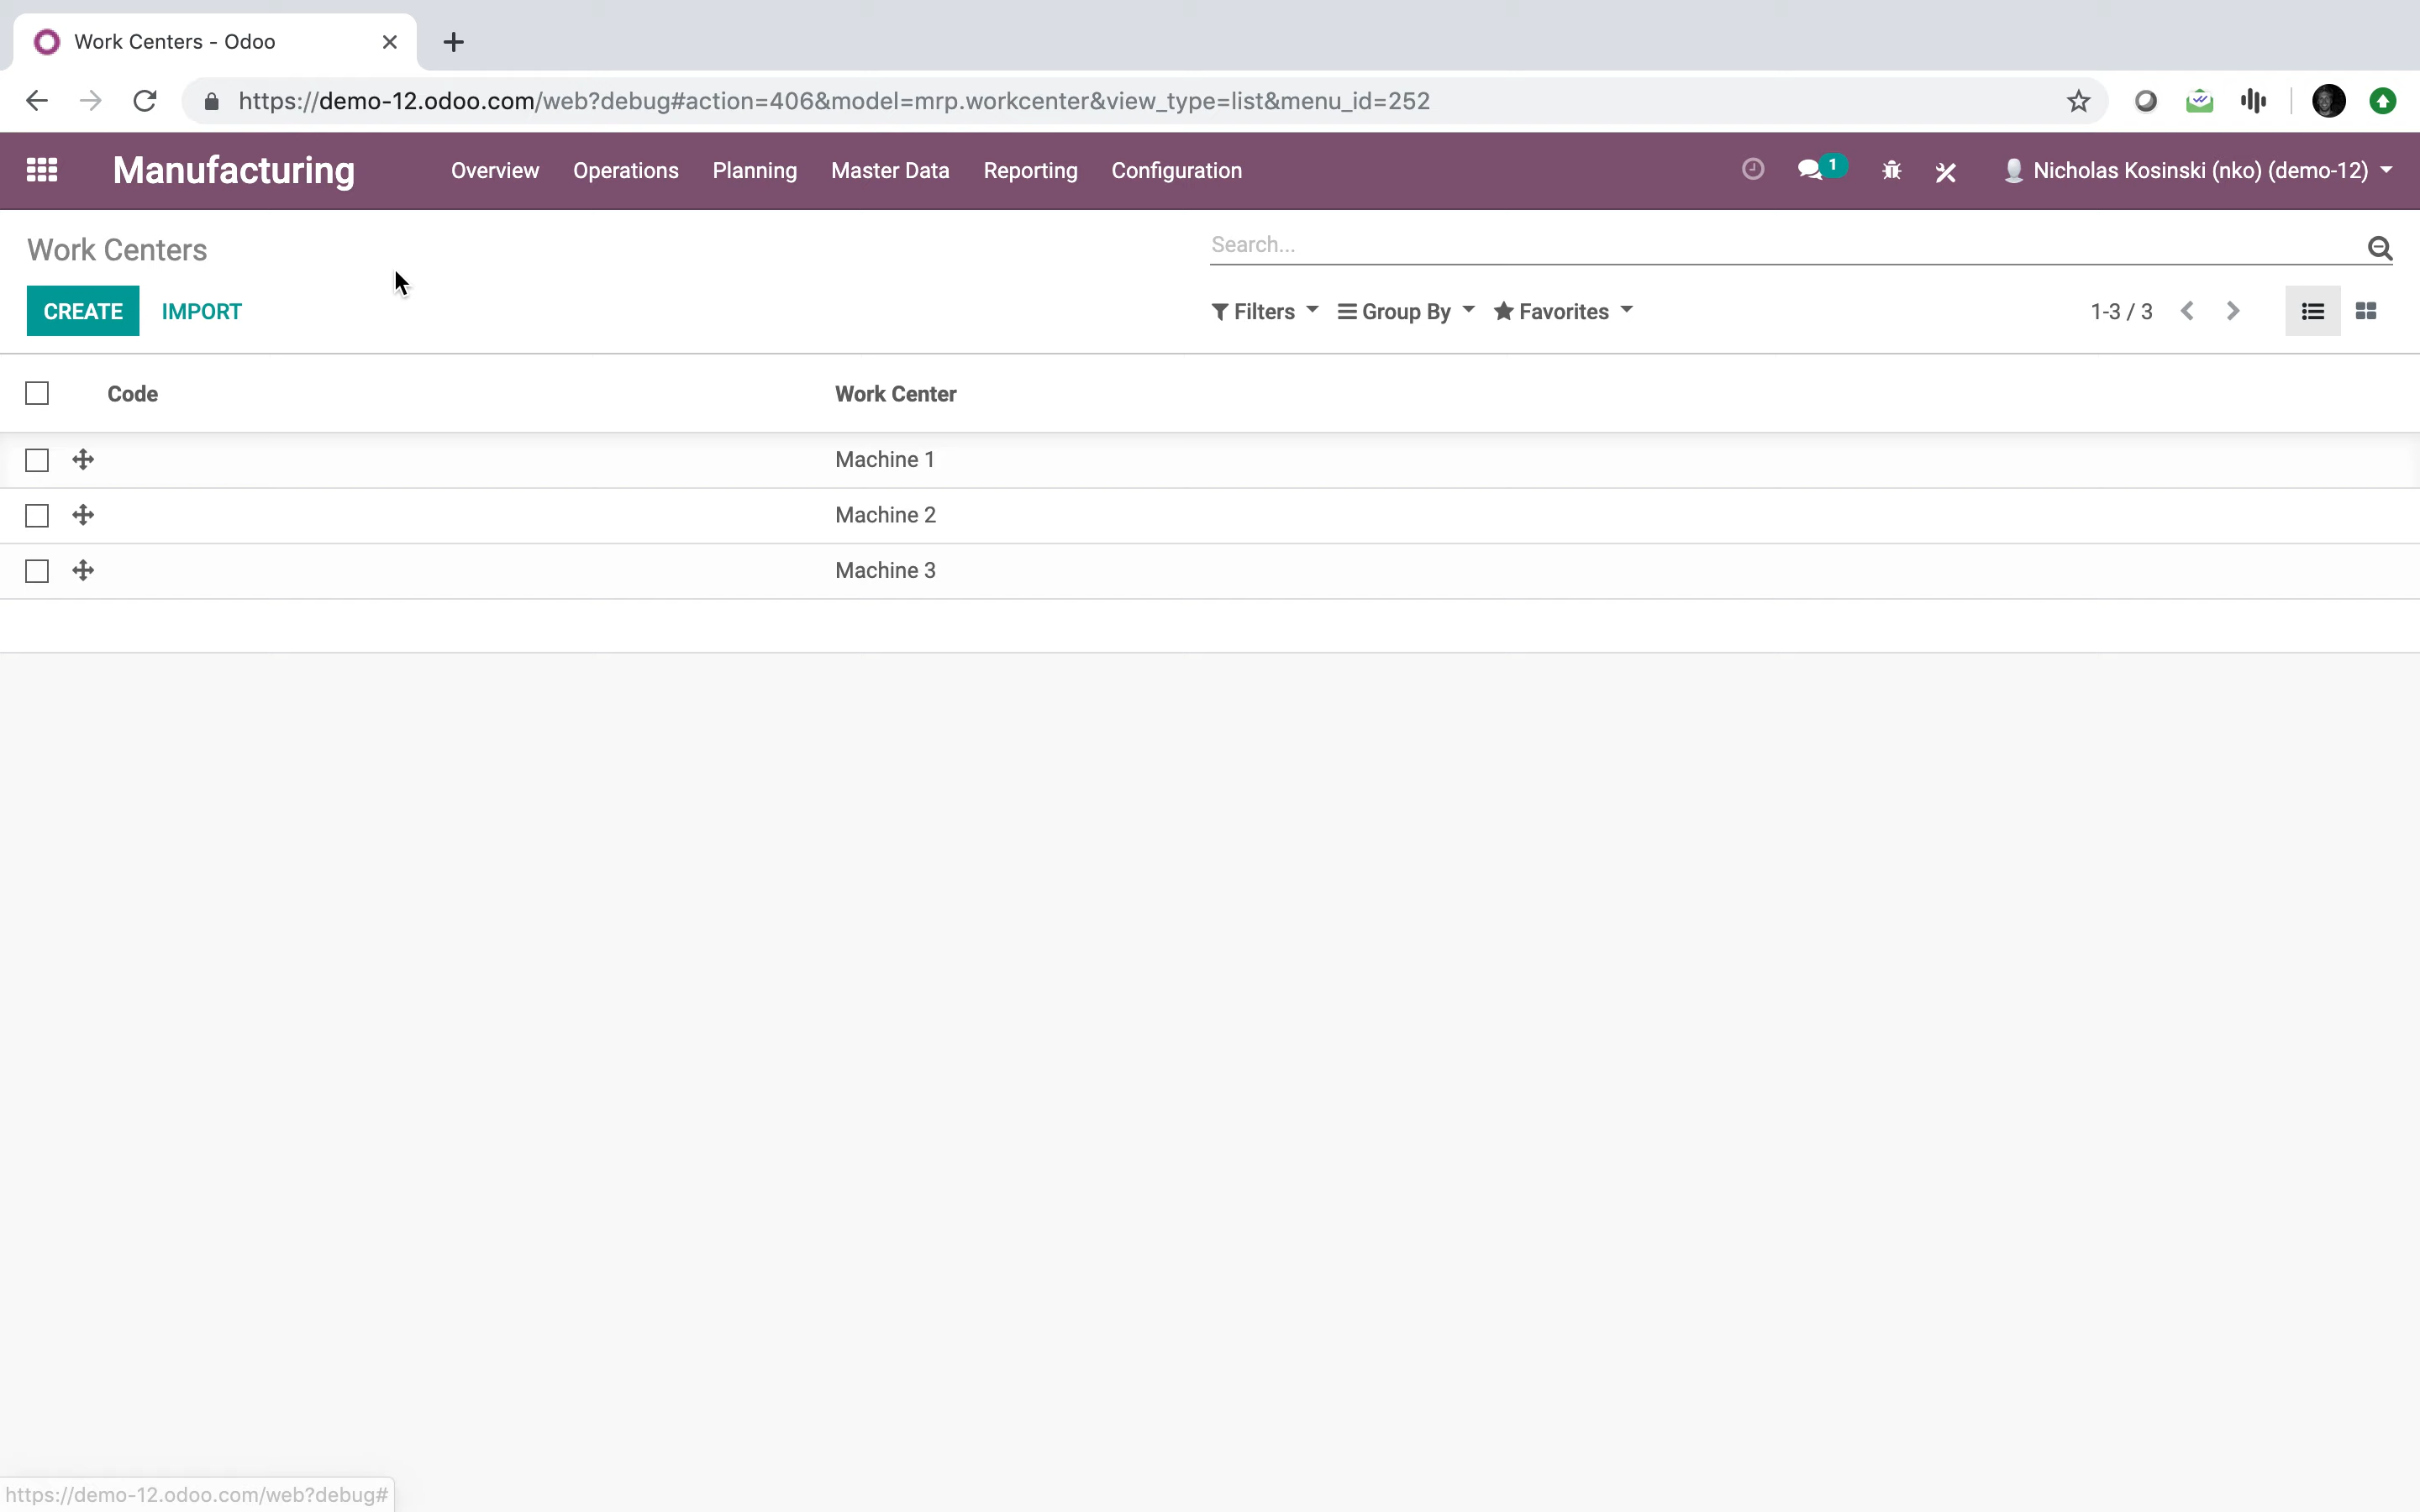 Work Centers - Odoo
https://demo-12.odoo.com/web?debug#action=406&model=mrp.workcenter&view_type=list&menu_id=252
Manufacturing Overview Operations Planning Master Data Reporting Configuration 1 Nicholas Kosinski (nko) (demo-12)
Work Centers Search...
CREATE IMPORT Filters Group By Favorites 1-3 / 3
Code Work Center
Machine 1
Machine 2
Machine 3
https://demo-12.odoo.com/web?debug#